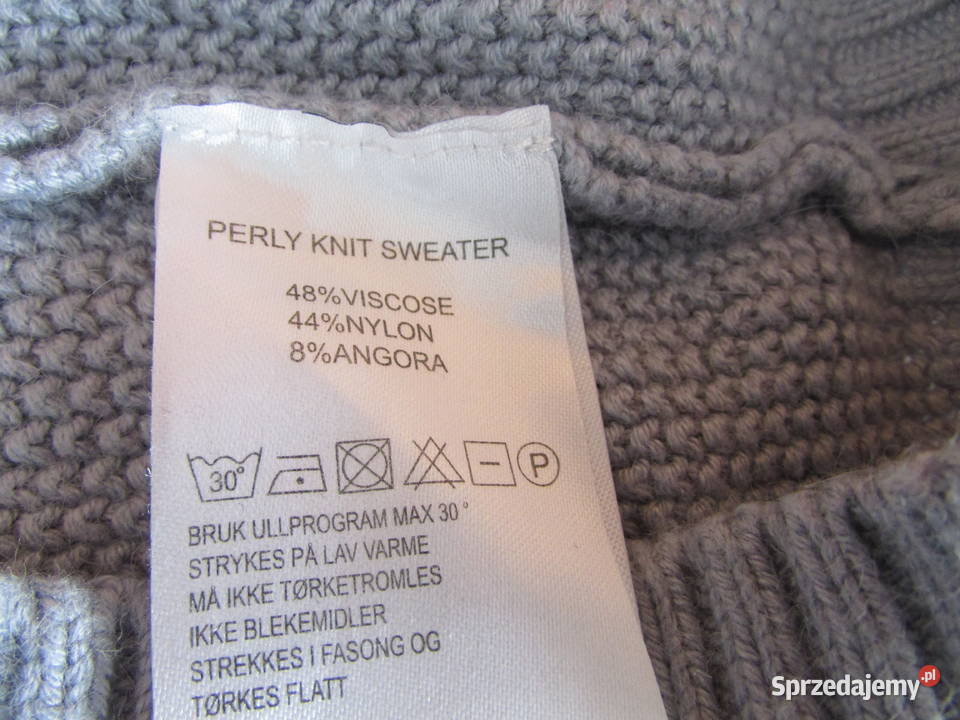 PERLY KNIT SWEATER
48%VISCOSE
44%NYLON
8%ANGORA
30° P
BRUK ULLPROGRAM MAX 30°
STRYKES PÅ LAV VARME
MÅ IKKE TØRKETROMLES
IKKE BLEKEMIDLER
STREKKES I FASONG OG
TØRKES FLATT
Sprzedajemy.pl